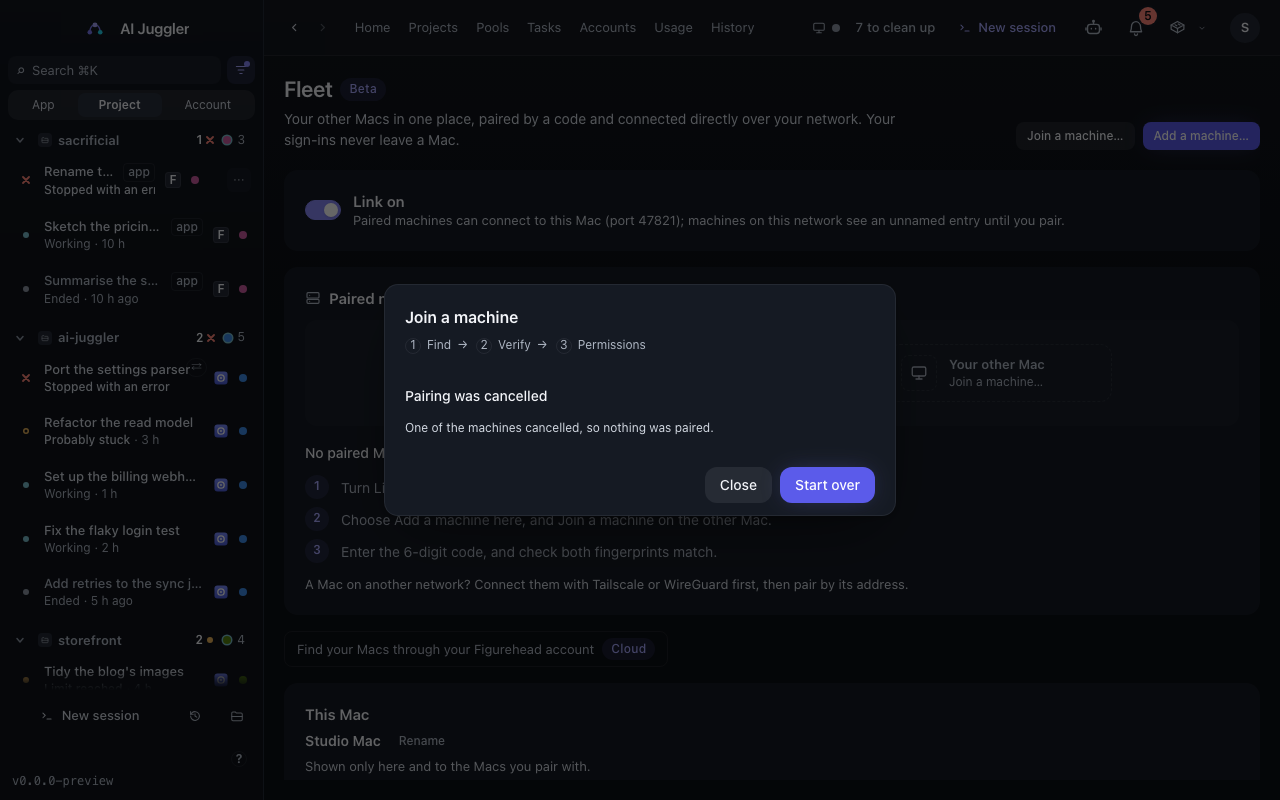 AI Juggler
Search ⌘K
App Project Account
sacrificial 1 3
Rename t... app F
Stopped with an err
Sketch the pricin... app F
Working · 10 h
Summarise the s... app F
Ended · 10 h ago
ai-juggler 2 5
Port the settings parser
Stopped with an error
Refactor the read model
Probably stuck · 3 h
Set up the billing webh...
Working · 1 h
Fix the flaky login test
Working · 2 h
Add retries to the sync j...
Ended · 5 h ago
storefront 2 4
Tidy the blog's images
New session
?
v0.0.0-preview
Home Projects Pools Tasks Accounts Usage History 7 to clean up New session 5 S
Fleet Beta
Your other Macs in one place, paired by a code and connected directly over your network. Your
sign-ins never leave a Mac.
Join a machine... Add a machine...
Link on
Paired machines can connect to this Mac (port 47821); machines on this network see an unnamed entry until you pair.
Paired
Your other Mac
Join a machine...
Join a machine
1 Find → 2 Verify → 3 Permissions
Pairing was cancelled
One of the machines cancelled, so nothing was paired.
Close Start over
No paired
1 Turn
2 Choose Add a machine here, and Join a machine on the other Mac.
3 Enter the 6-digit code, and check both fingerprints match.
A Mac on another network? Connect them with Tailscale or WireGuard first, then pair by its address.
Find your Macs through your Figurehead account Cloud
This Mac
Studio Mac Rename
Shown only here and to the Macs you pair with.